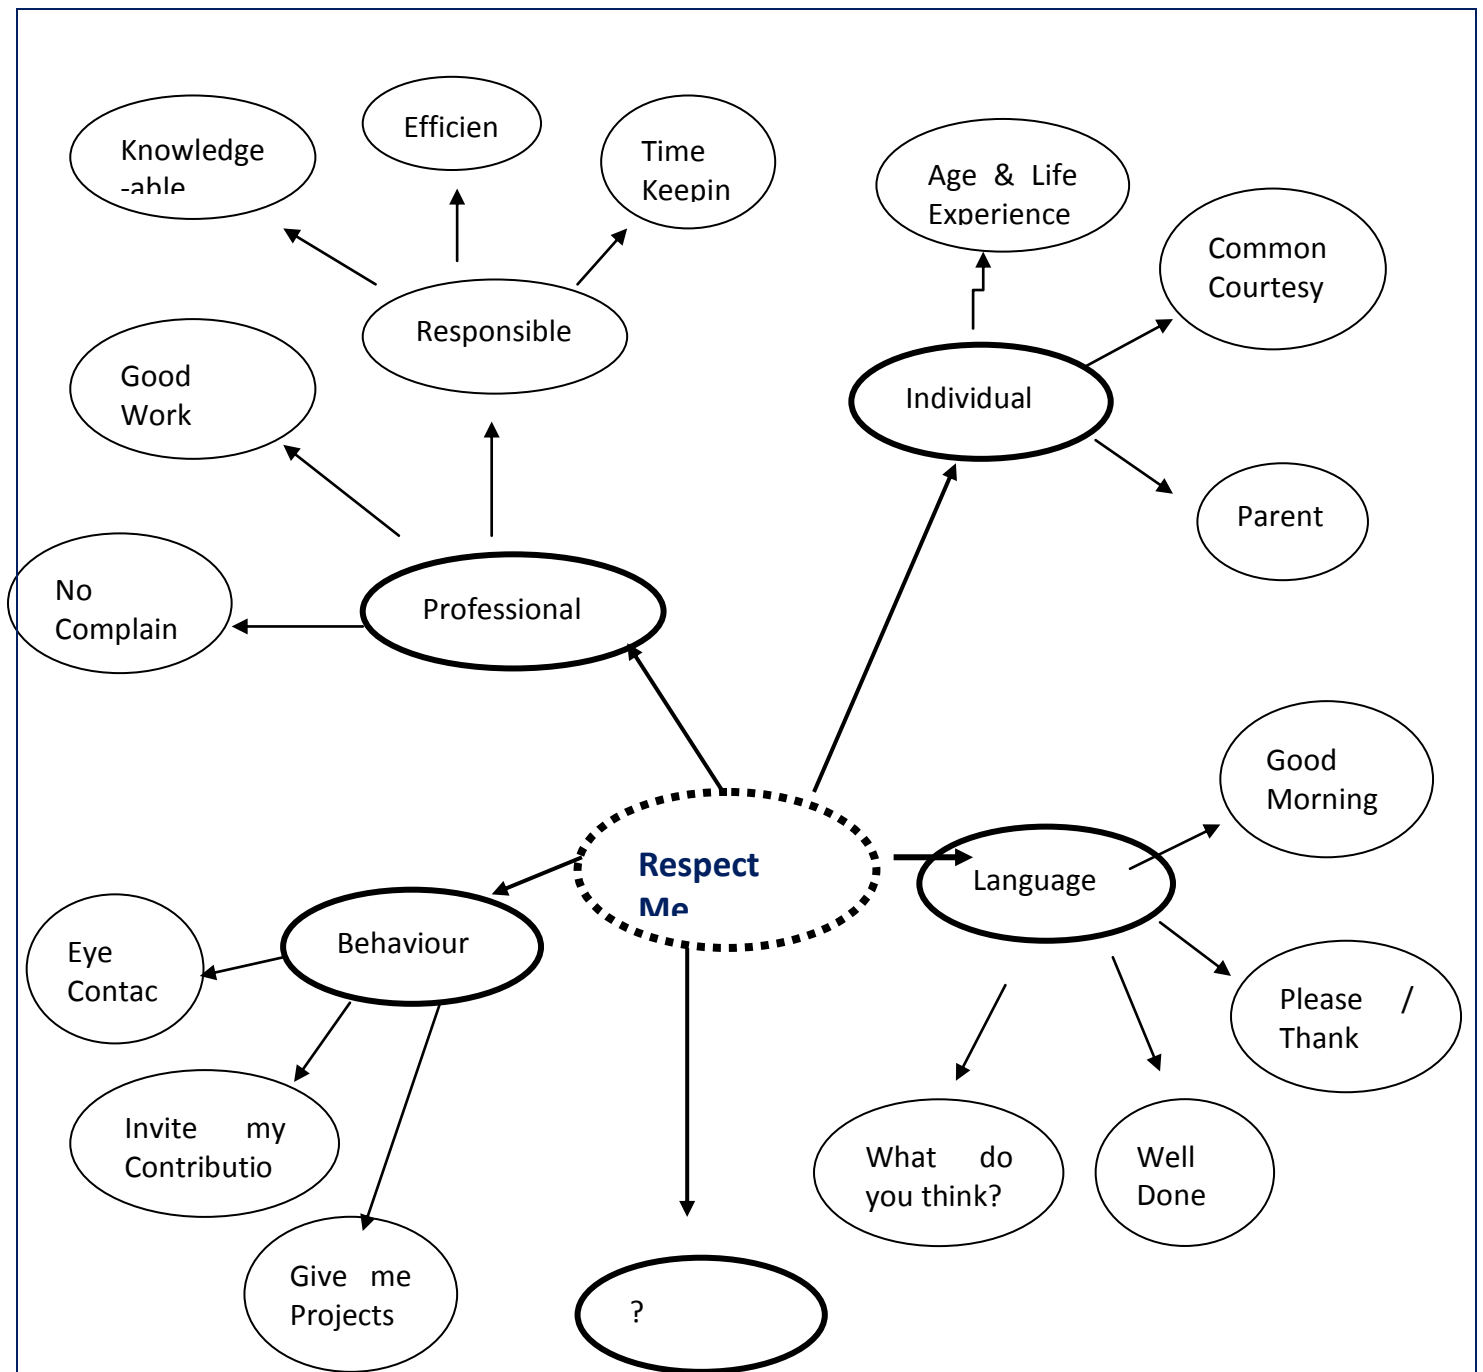 Knowledge
-able
Efficien
Time
Keepin
Age & Life
Experience
Common
Courtesy
Responsible
Good
Work
Individual
Parent
No
Complain
Professional
Good
Morning
Respect
Me
Language
Behaviour
Eye
Contac
Please /
Thank
Invite my
Contributio
What do
you think?
Well
Done
Give me
Projects
?